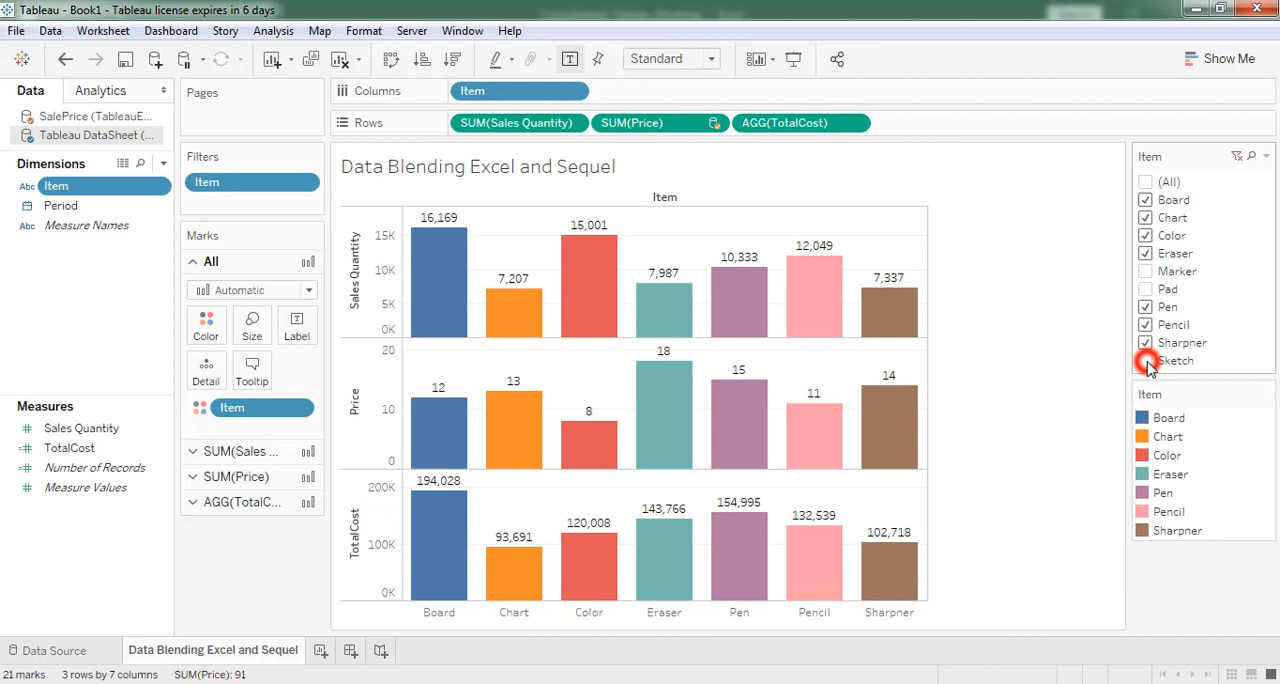 Tableau - Book1 - Tableau license expires in 6 days
File Data Worksheet Dashboard Story Analysis Map Format Server Window Help
Standard
Show Me
Data Analytics
SalePrice (TableauE...
Tableau DataSheet (...
Dimensions
Abc Item
Period
Abc Measure Names
Measures
Sales Quantity
TotalCost
Number of Records
Measure Values
Pages
Filters
Item
Marks
All
Automatic
Color Size Label
Detail Tooltip
Item
SUM(Sales ...
SUM(Price)
AGG(TotalC...
Columns Item
Rows SUM(Sales Quantity) SUM(Price) AGG(TotalCost)
Data Blending Excel and Sequel
Item
Sales Quantity
15K
10K
5K
0K
16,169 7,207 15,001 7,987 10,333 12,049 7,337
Price
20
10
0
12 13 8 18 15 11 14
TotalCost
200K
100K
0K
194,028 93,691 120,008 143,766 154,995 132,539 102,718
Board Chart Color Eraser Pen Pencil Sharpner
Item
(All)
Board
Chart
Color
Eraser
Marker
Pad
Pen
Pencil
Sharpner
Sketch
Item
Board
Chart
Color
Eraser
Pen
Pencil
Sharpner
Data Source Data Blending Excel and Sequel
21 marks 3 rows by 7 columns SUM(Price): 91